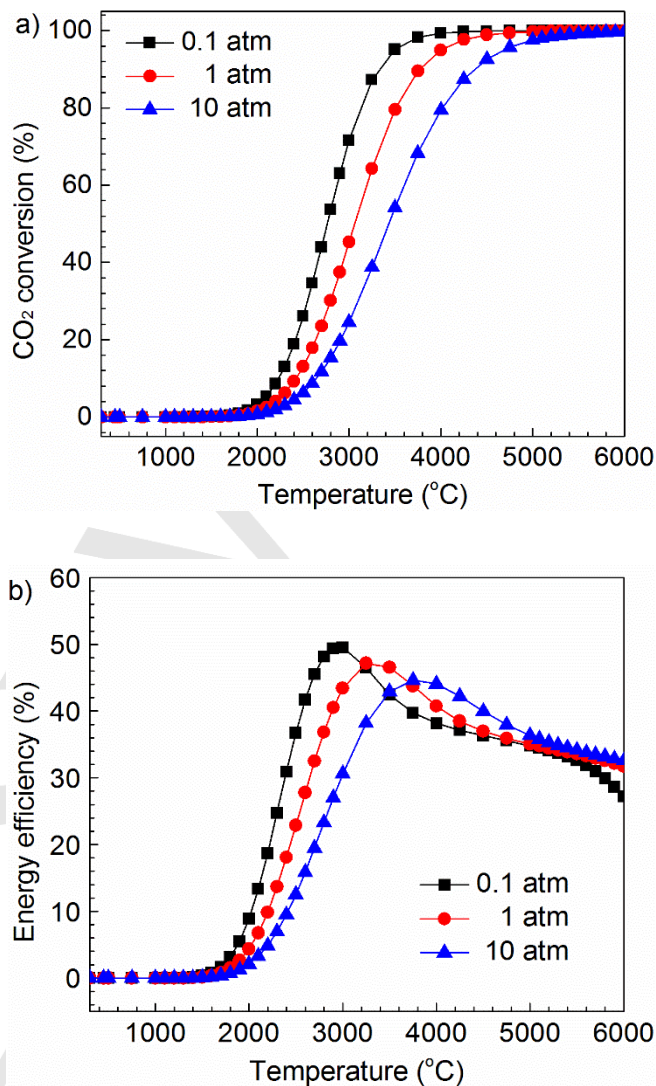 a)
100
80
60
40
20
0
CO₂ conversion (%)
0.1 atm
1 atm
10 atm
1000 2000 3000 4000 5000 6000
Temperature (°C)
b)
60
50
40
30
20
10
0
Energy efficiency (%)
0.1 atm
1 atm
10 atm
1000 2000 3000 4000 5000 6000
Temperature (°C)